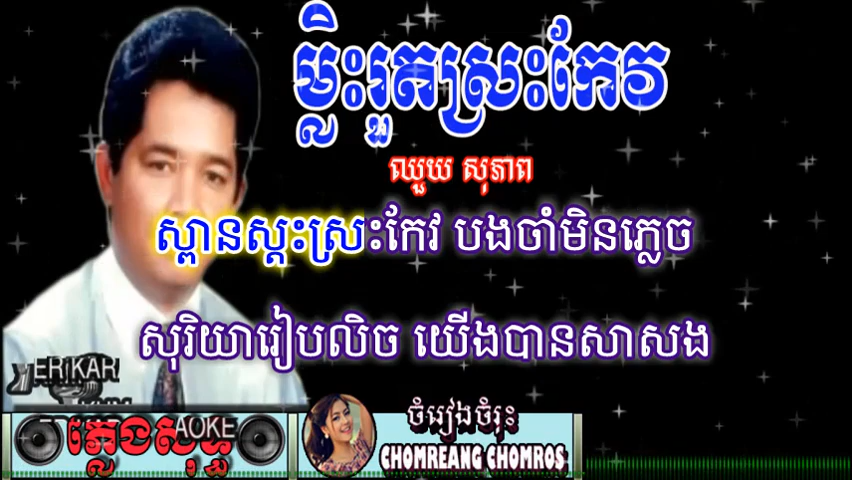 ម្លិះរួតស្រះកែវ
ឈួយ សុភាព
ស្ពានស្តះស្រះកែវ បងចាំមិនភ្លេច
សុរិយារៀបលិច យើងបានសាសង
ERIKAR
AOKE
ភ្លេងសុទ្ធ
ចំរៀងចំរុះ
CHOMREANG CHOMROS